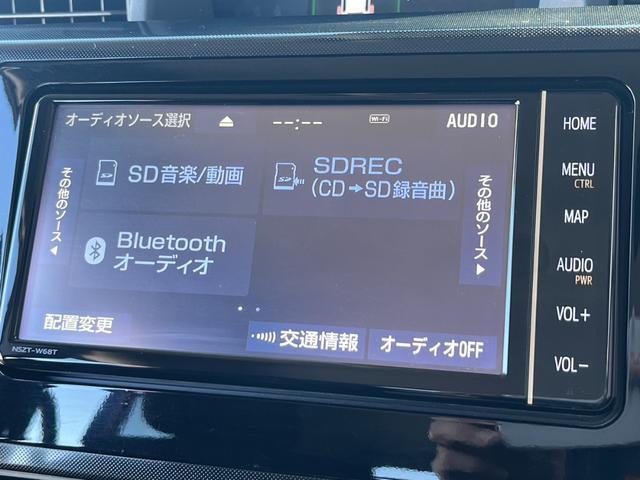 オーディオソース選択 ⏏ --:-- Wi-Fi AUDIO
その他のソース◀
SD音楽/動画
SDREC
(CD→SD録音曲)
その他のソース▶
Bluetooth
オーディオ
配置変更
交通情報
オーディオOFF
NSZT-W68T
HOME
MENU
CTRL
MAP
AUDIO
PWR
VOL+
VOL−